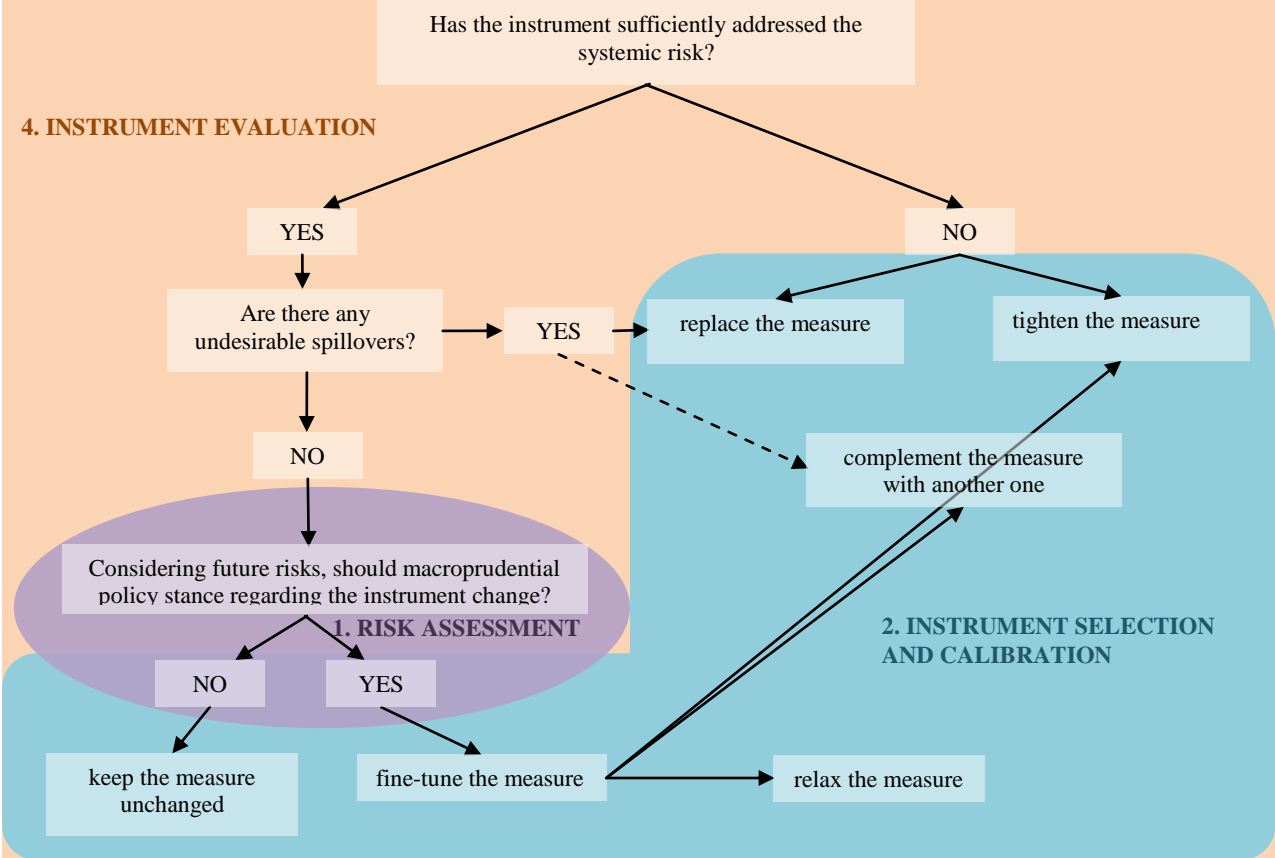 Has the instrument sufficiently addressed the
systemic risk?
4. INSTRUMENT EVALUATION
YES
NO
Are there any
undesirable spillovers?
YES
replace the measure
tighten the measure
NO
complement the measure
with another one
Considering future risks, should macroprudential
policy stance regarding the instrument change?
1. RISK ASSESSMENT
2. INSTRUMENT SELECTION
AND CALIBRATION
NO
YES
keep the measure
unchanged
fine-tune the measure
relax the measure